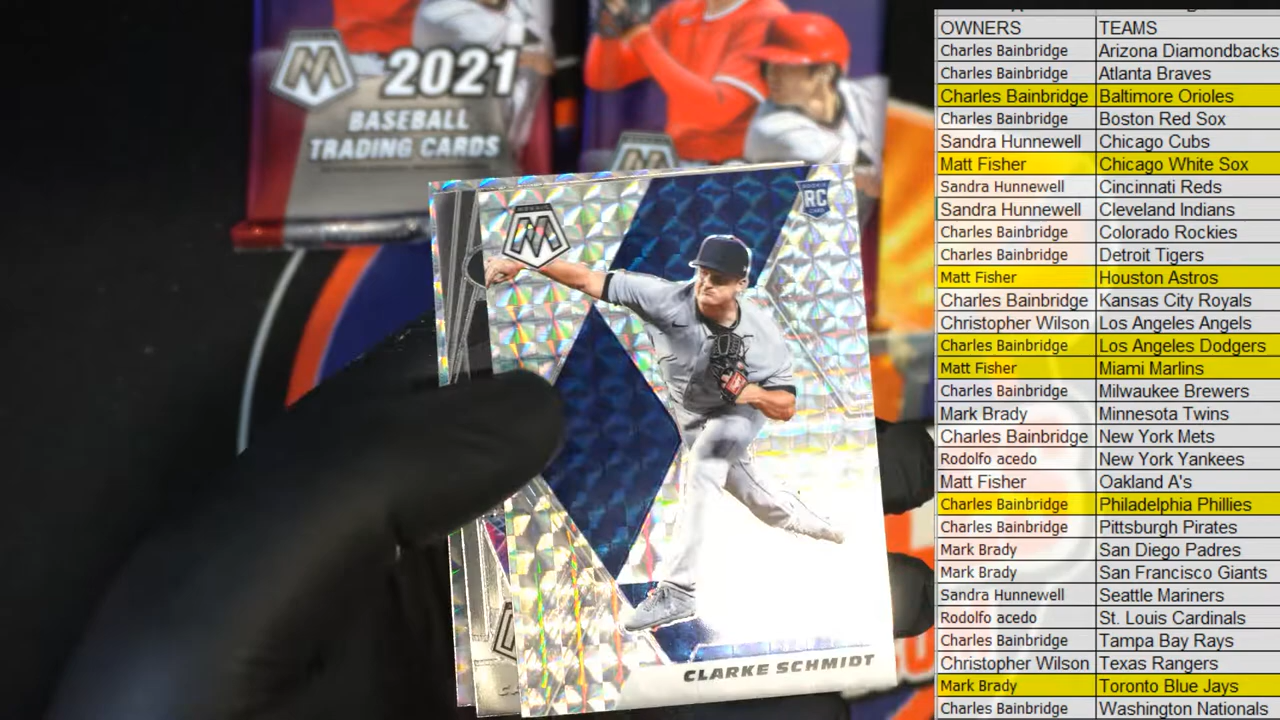 2021
BASEBALL
TRADING CARDS
MOSAIC
ROOKIE
RC
CARD
CLARKE SCHMIDT
OWNERS TEAMS
Charles Bainbridge Arizona Diamondbacks
Charles Bainbridge Atlanta Braves
Charles Bainbridge Baltimore Orioles
Charles Bainbridge Boston Red Sox
Sandra Hunnewell Chicago Cubs
Matt Fisher Chicago White Sox
Sandra Hunnewell Cincinnati Reds
Sandra Hunnewell Cleveland Indians
Charles Bainbridge Colorado Rockies
Charles Bainbridge Detroit Tigers
Matt Fisher Houston Astros
Charles Bainbridge Kansas City Royals
Christopher Wilson Los Angeles Angels
Charles Bainbridge Los Angeles Dodgers
Matt Fisher Miami Marlins
Charles Bainbridge Milwaukee Brewers
Mark Brady Minnesota Twins
Charles Bainbridge New York Mets
Rodolfo acedo New York Yankees
Matt Fisher Oakland A's
Charles Bainbridge Philadelphia Phillies
Charles Bainbridge Pittsburgh Pirates
Mark Brady San Diego Padres
Mark Brady San Francisco Giants
Sandra Hunnewell Seattle Mariners
Rodolfo acedo St. Louis Cardinals
Charles Bainbridge Tampa Bay Rays
Christopher Wilson Texas Rangers
Mark Brady Toronto Blue Jays
Charles Bainbridge Washington Nationals